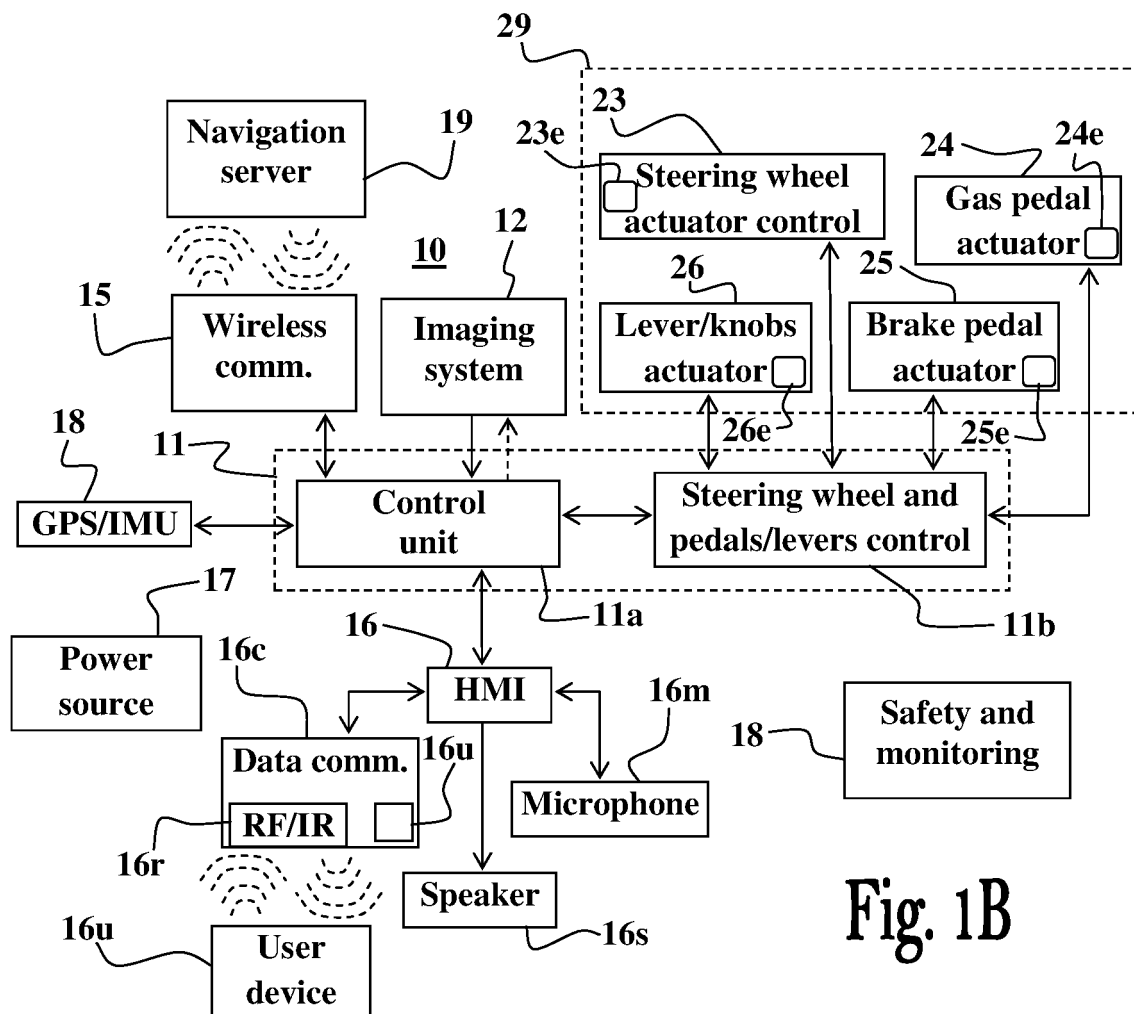 29
Navigation
server
19
23
23e
Steering wheel
actuator control
24
24e
Gas pedal
actuator
10
12
15
Wireless
comm.
Imaging
system
26
Lever/knobs
actuator
26e
25
Brake pedal
actuator
25e
18
GPS/IMU
11
Control
unit
11a
Steering wheel and
pedals/levers control
11b
17
Power
source
16
HMI
16c
Data comm.
16u
RF/IR
16r
16m
Microphone
18
Safety and
monitoring
Speaker
16s
16u
User
device
Fig. 1B